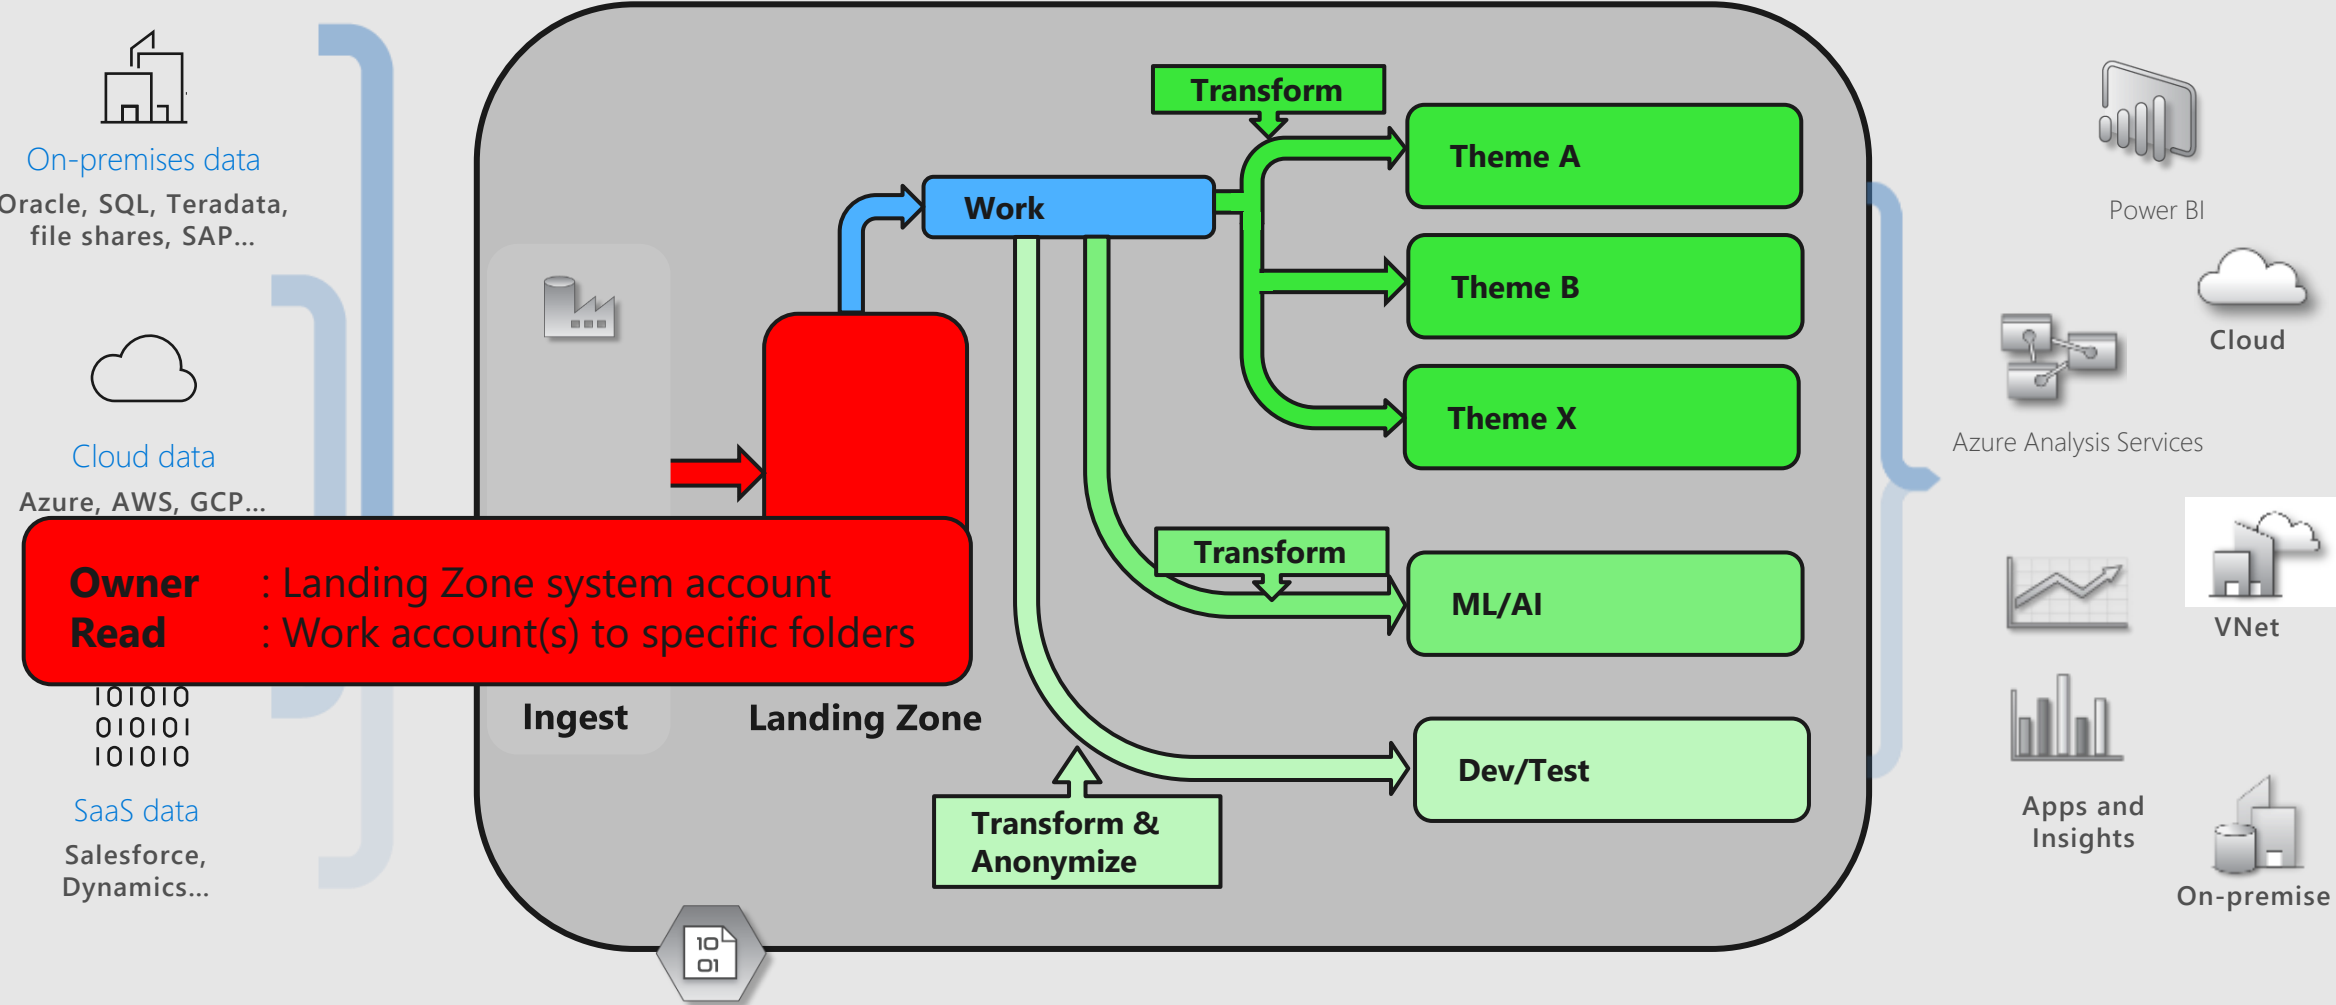 On-premises data
Oracle, SQL, Teradata,
file shares, SAP...
Cloud data
Azure, AWS, GCP...
Owner : Landing Zone system account
Read : Work account(s) to specific folders
101010
010101
101010
SaaS data
Salesforce,
Dynamics...
Ingest
Landing Zone
Work
Transform
Theme A
Theme B
Theme X
Transform
ML/AI
Dev/Test
Transform &
Anonymize
10
01
Power BI
Cloud
Azure Analysis Services
VNet
Apps and
Insights
On-premise